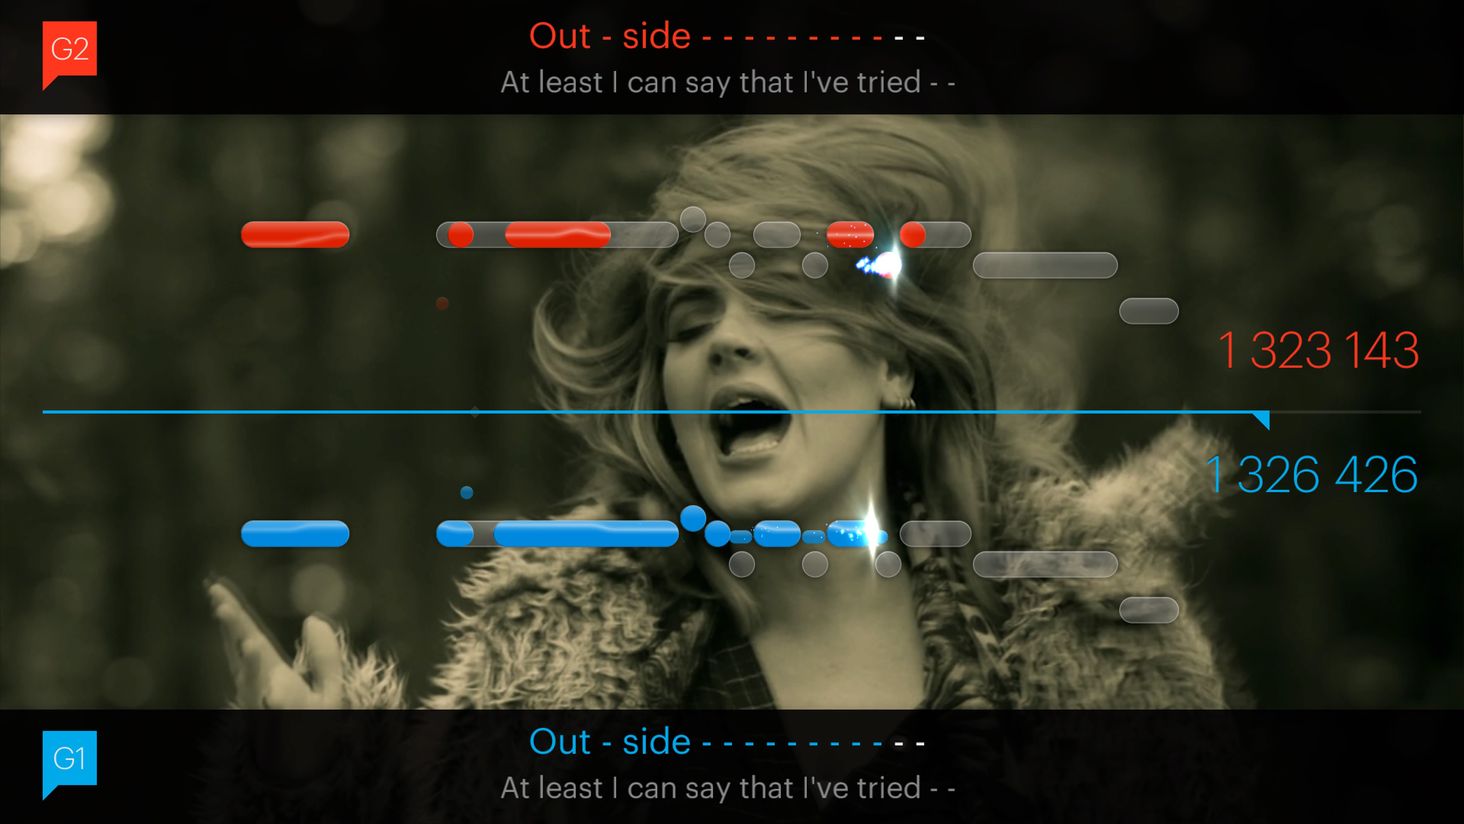 G2
Out - side - - - - - - - - - - -
At least I can say that I've tried - -
1 323 143
1 326 426
G1
Out - side - - - - - - - - - - -
At least I can say that I've tried - -